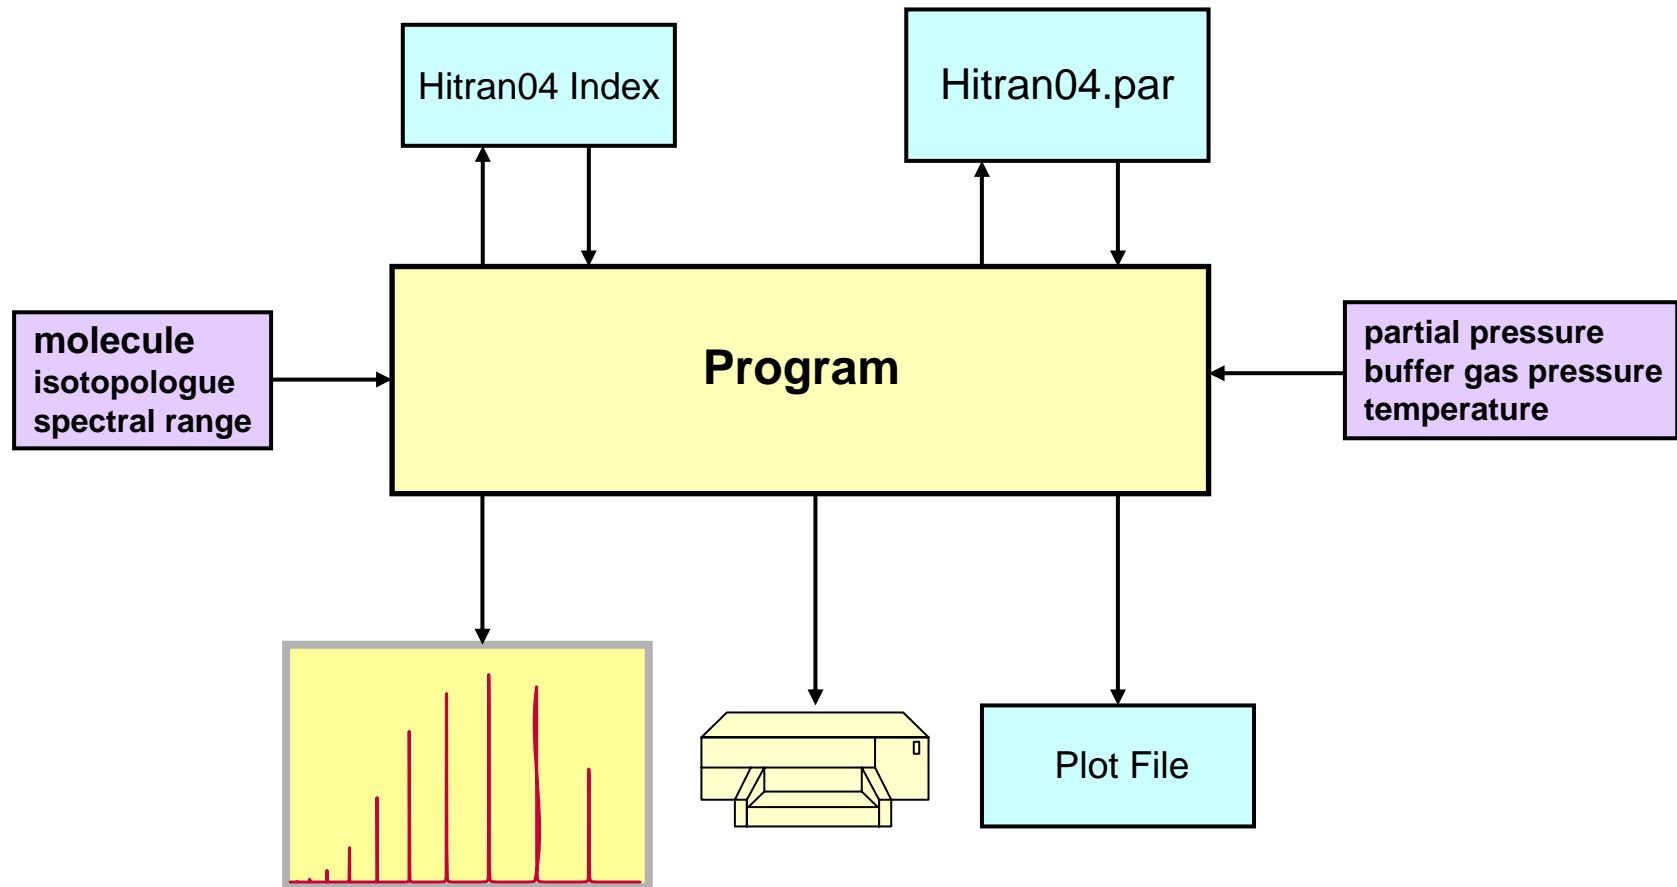 Hitran04 Index
Hitran04.par
molecule
isotopologue
spectral range
Program
partial pressure
buffer gas pressure
temperature
Plot File